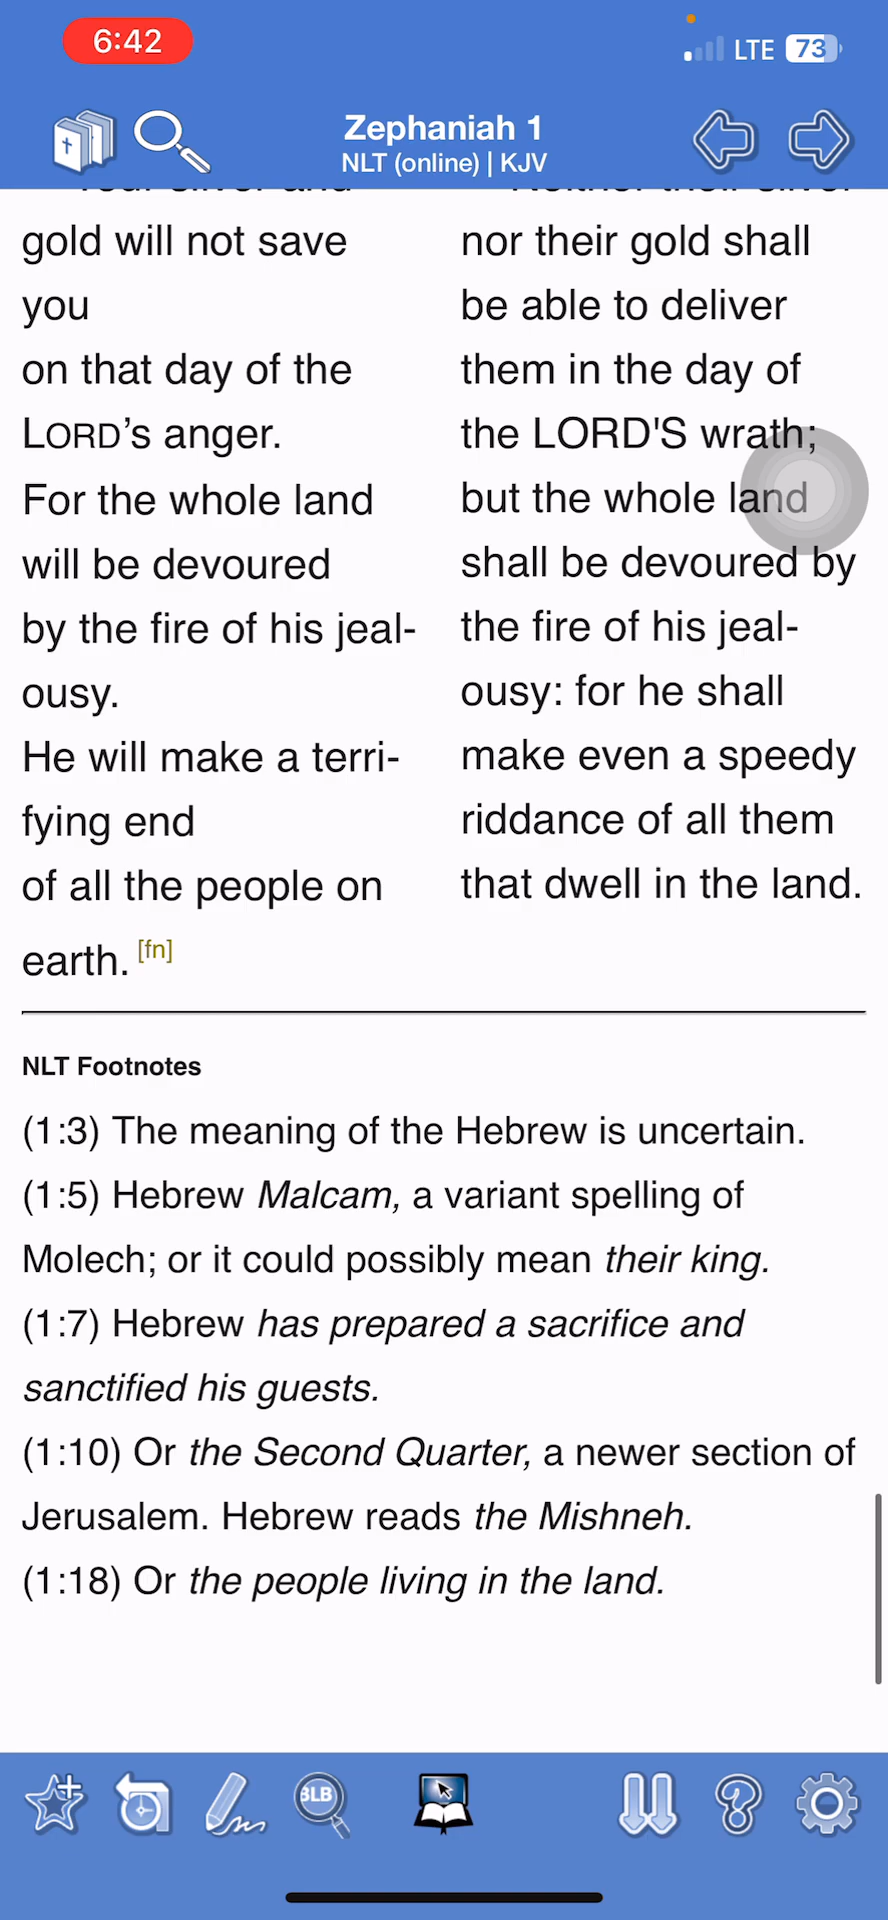 6:42
LTE 73
Zephaniah 1
NLT (online) | KJV
gold will not save
you
on that day of the
LORD’s anger.
For the whole land
will be devoured
by the fire of his jeal-
ousy.
He will make a terri-
fying end
of all the people on
earth. [fn]
nor their gold shall
be able to deliver
them in the day of
the LORD'S wrath;
but the whole land
shall be devoured by
the fire of his jeal-
ousy: for he shall
make even a speedy
riddance of all them
that dwell in the land.
NLT Footnotes
(1:3) The meaning of the Hebrew is uncertain.
(1:5) Hebrew Malcam, a variant spelling of
Molech; or it could possibly mean their king.
(1:7) Hebrew has prepared a sacrifice and
sanctified his guests.
(1:10) Or the Second Quarter, a newer section of
Jerusalem. Hebrew reads the Mishneh.
(1:18) Or the people living in the land.
BLB